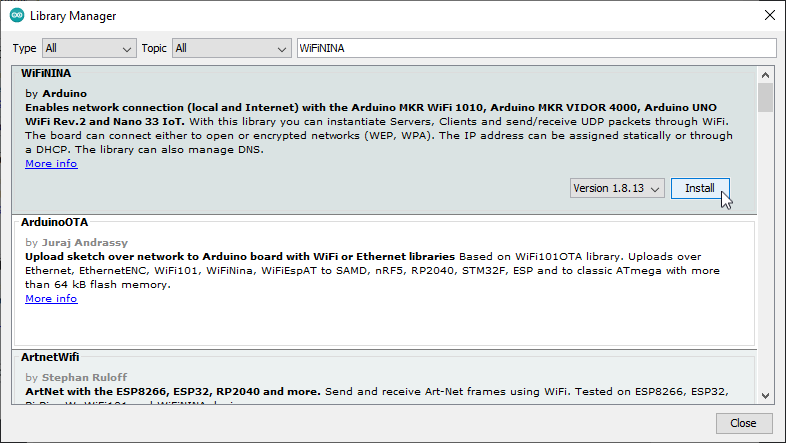 Library Manager
Type All Topic All WiFiNINA
WiFiNINA
by Arduino
Enables network connection (local and Internet) with the Arduino MKR WiFi 1010, Arduino MKR VIDOR 4000, Arduino UNO
WiFi Rev.2 and Nano 33 IoT. With this library you can instantiate Servers, Clients and send/receive UDP packets through WiFi.
The board can connect either to open or encrypted networks (WEP, WPA). The IP address can be assigned statically or through
a DHCP. The library can also manage DNS.
More info
Version 1.8.13 Install
ArduinoOTA
by Juraj Andrassy
Upload sketch over network to Arduino board with WiFi or Ethernet libraries Based on WiFi101OTA library. Uploads over
Ethernet, EthernetENC, WiFi101, WiFiNina, WiFiEspAT to SAMD, nRF5, RP2040, STM32F, ESP and to classic ATmega with more
than 64 kB flash memory.
More info
ArtnetWifi
by Stephan Ruloff
ArtNet with the ESP8266, ESP32, RP2040 and more. Send and receive Art-Net frames using WiFi. Tested on ESP8266, ESP32,
Close